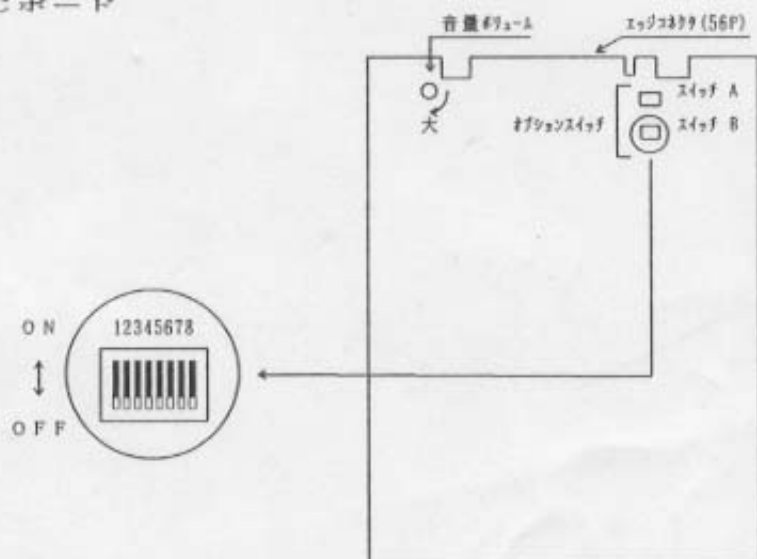 音量ボリューム
エッジコネクタ(56P)
大
オプションスイッチ
スイッチ A
スイッチ B
ON
12345678
OFF